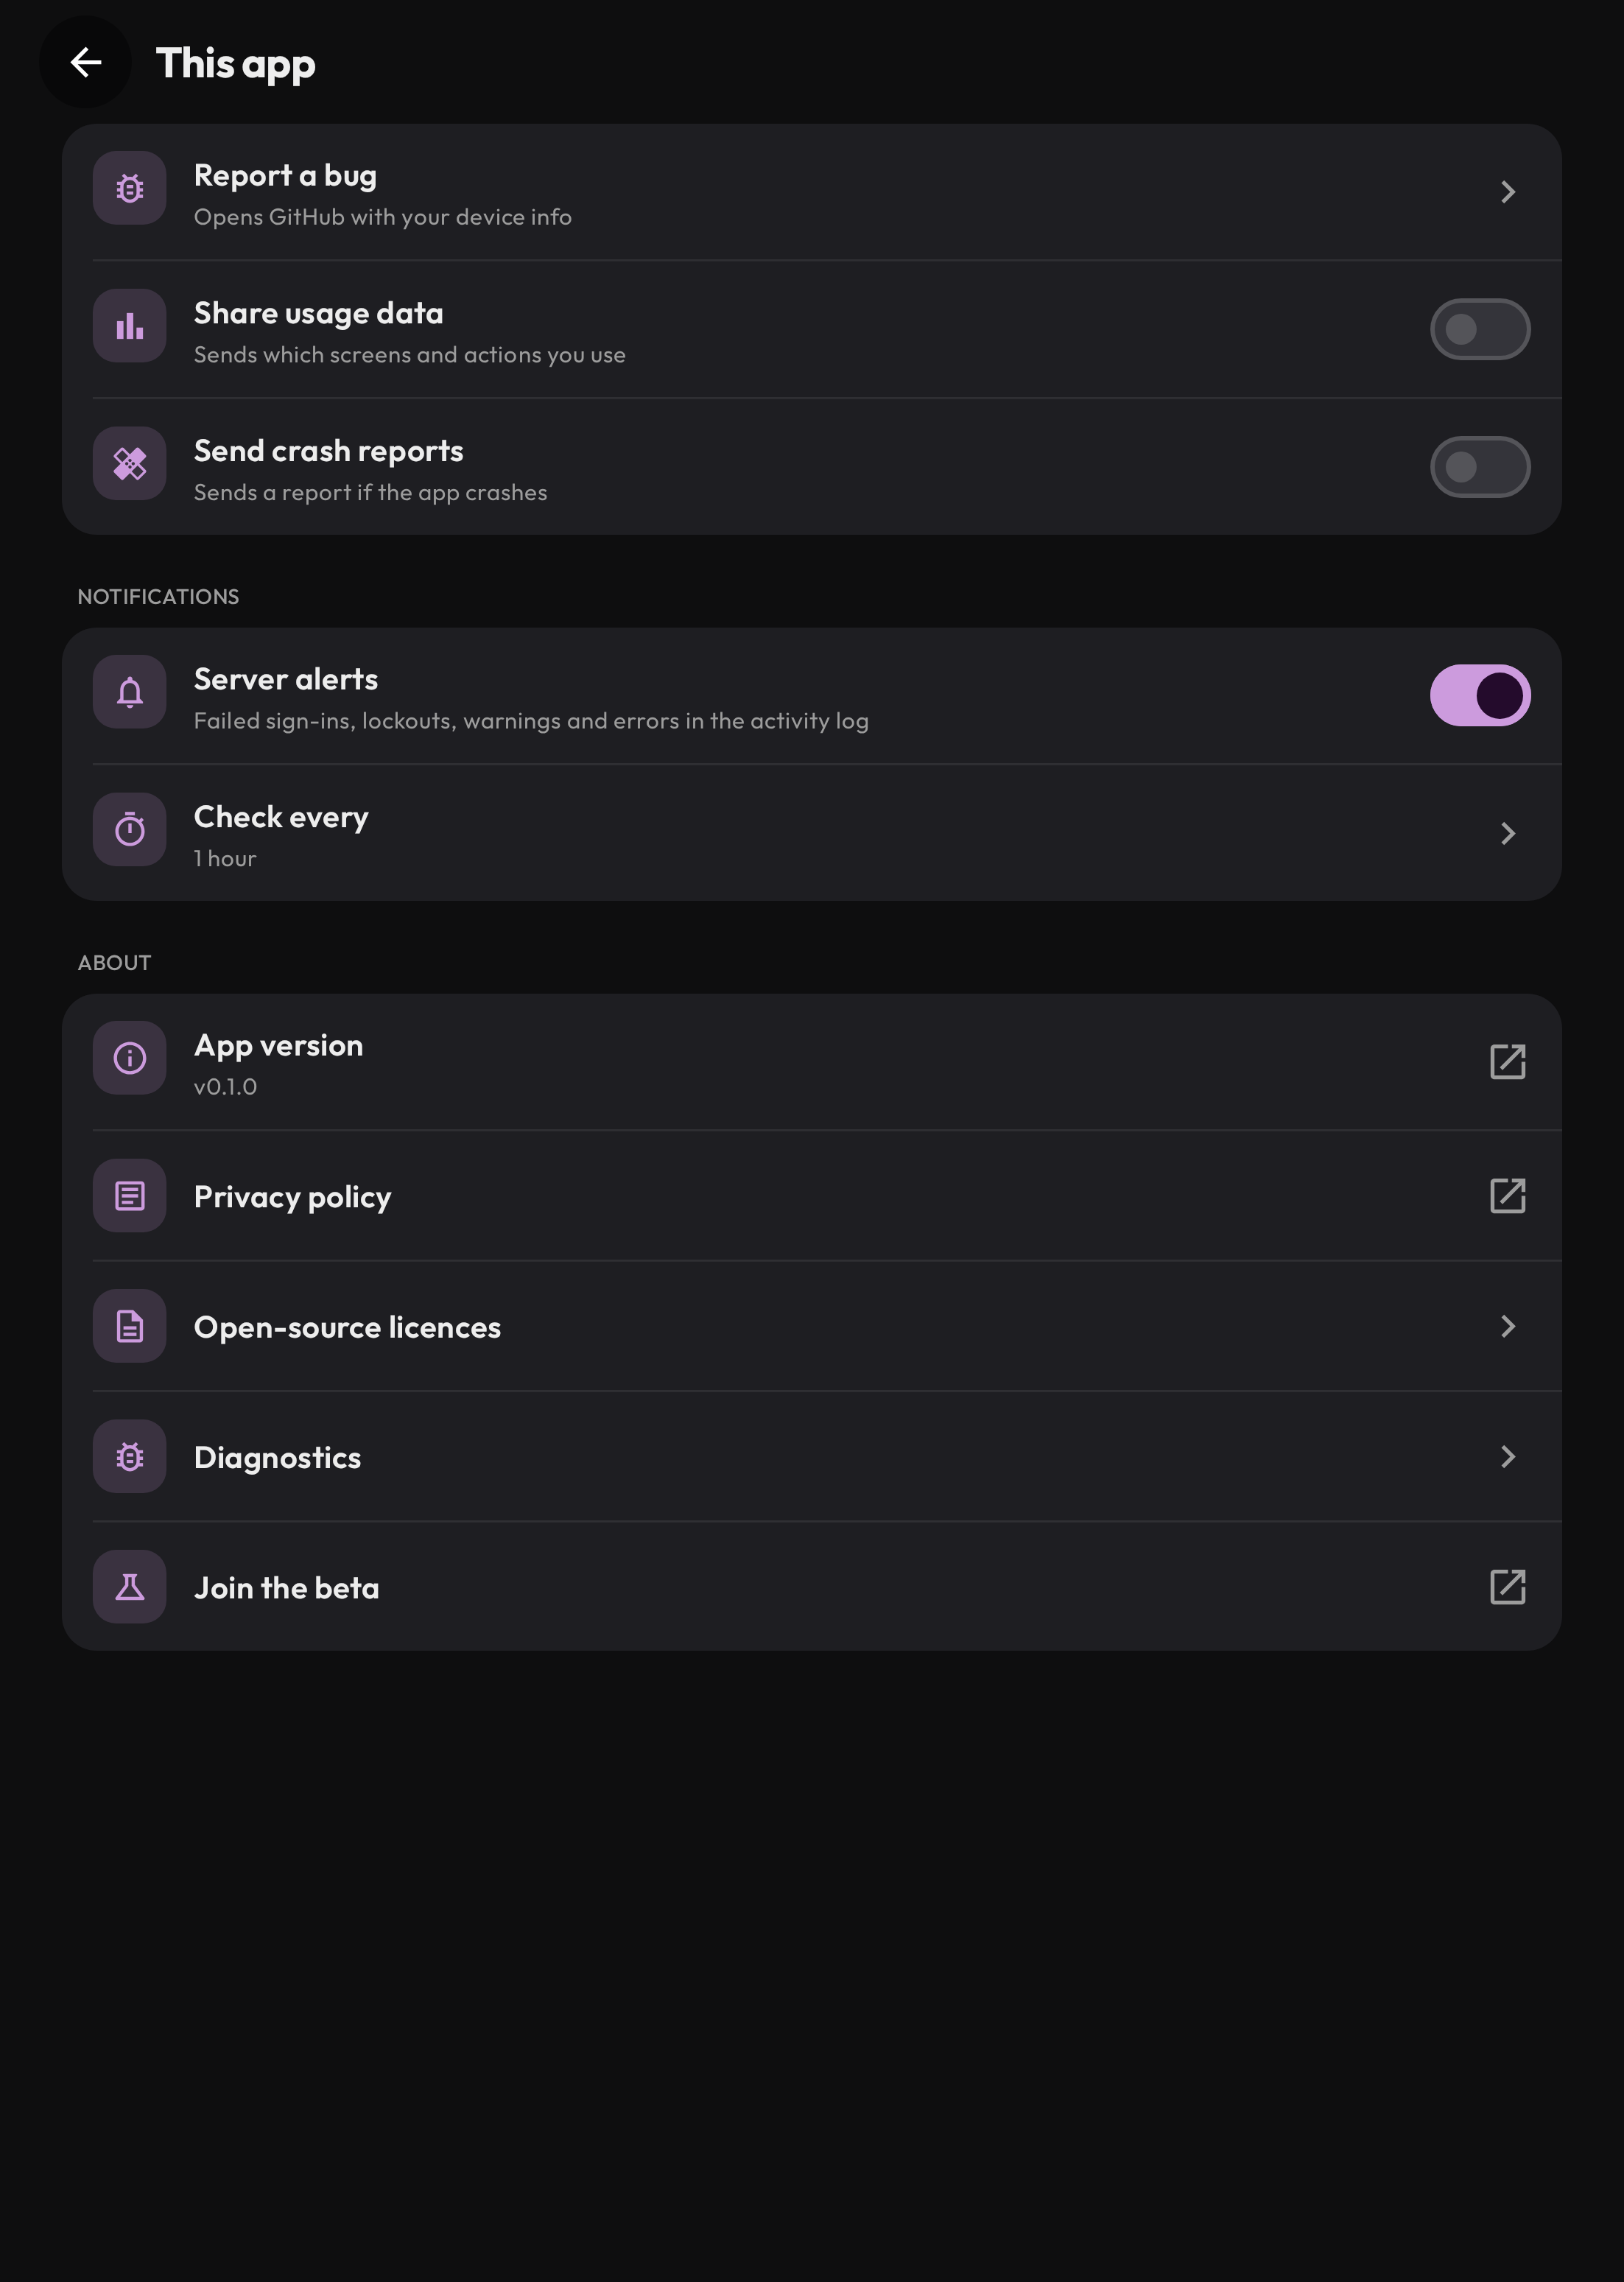 This app
Report a bug
Opens GitHub with your device info
Share usage data
Sends which screens and actions you use
Send crash reports
Sends a report if the app crashes
NOTIFICATIONS
Server alerts
Failed sign-ins, lockouts, warnings and errors in the activity log
Check every
1 hour
ABOUT
App version
v0.1.0
Privacy policy
Open-source licences
Diagnostics
Join the beta